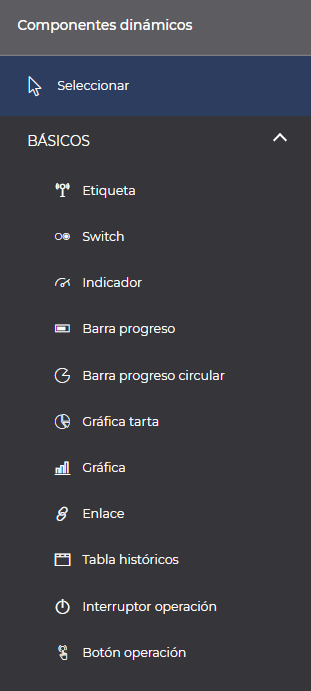 Componentes dinámicos
Seleccionar
BÁSICOS
Etiqueta
Switch
Indicador
Barra progreso
Barra progreso circular
Gráfica tarta
Gráfica
Enlace
Tabla históricos
Interruptor operación
Botón operación